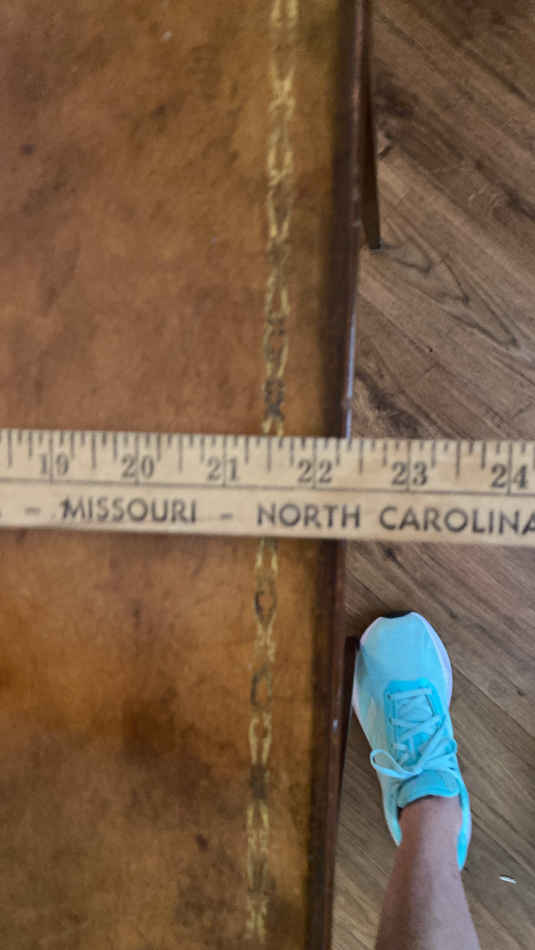 19 20 21 22 23 24
- MISSOURI - NORTH CAROLINA